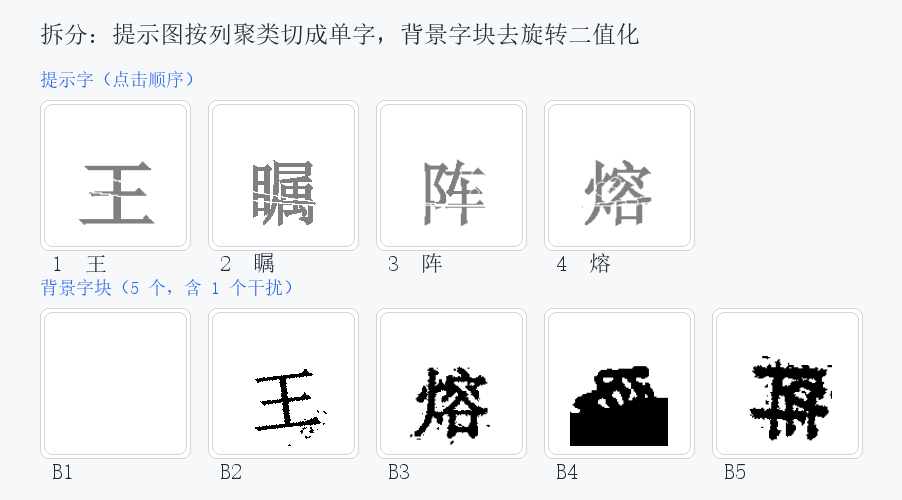 拆分：提示图按列聚类切成单字，背景字块去旋转二值化
提示字（点击顺序）
王 瞩 阵 熔
1 王 2 瞩 3 阵 4 熔
背景字块（5 个，含 1 个干扰）
王 熔
B1 B2 B3 B4 B5